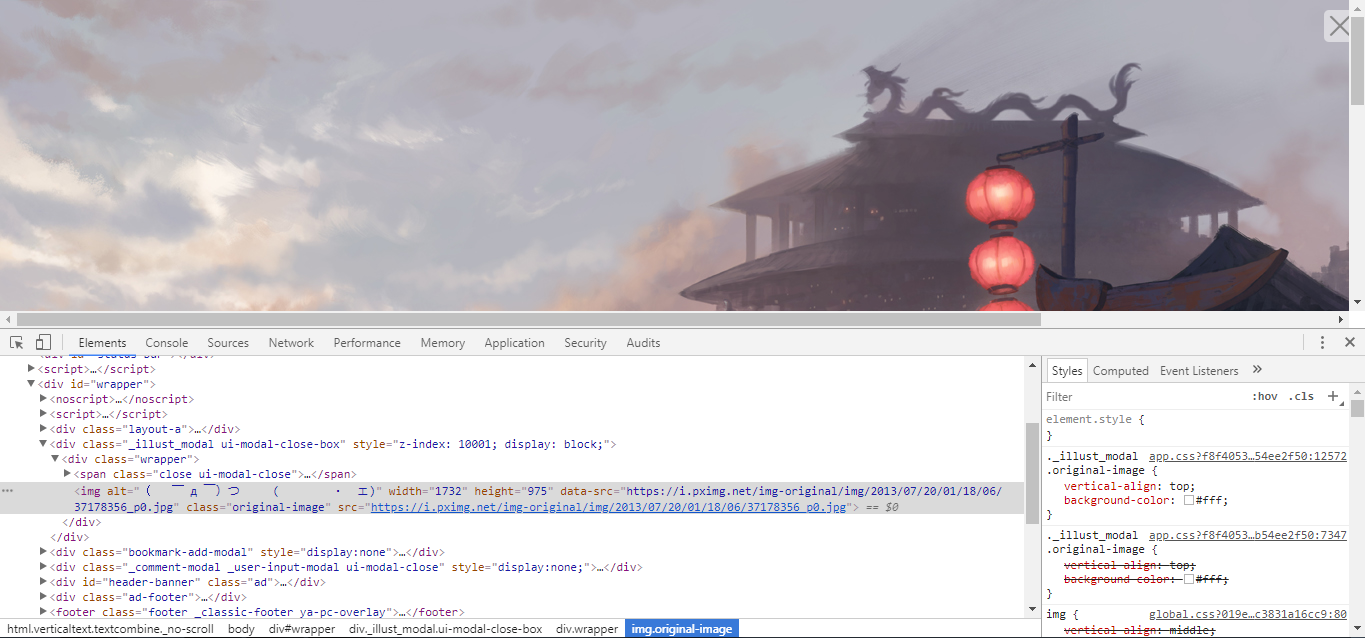 Elements Console Sources Network Performance Memory Application Security Audits
▶<script>…</script>
▼<div id="wrapper">
▶<noscript>…</noscript>
▶<script>…</script>
▶<div class="layout-a">…</div>
▼<div class="_illust_modal ui-modal-close-box" style="z-index: 10001; display: block;">
▼<div class="wrapper">
▶<span class="close ui-modal-close">…</span>
<img alt="（　￣ д ￣）つ　　（　　　　・　エ)" width="1732" height="975" data-src="https://i.pximg.net/img-original/img/2013/07/20/01/18/06/
37178356_p0.jpg" class="original-image" src="https://i.pximg.net/img-original/img/2013/07/20/01/18/06/37178356_p0.jpg"> == $0
</div>
</div>
▶<div class="bookmark-add-modal" style="display:none">…</div>
▶<div class="_comment-modal _user-input-modal ui-modal-close" style="display:none;">…</div>
▶<div id="header-banner" class="ad">…</div>
▶<div class="ad-footer">…</div>
▶<footer class="footer _classic-footer ya-pc-overlay">…</footer>
html.verticaltext.textcombine._no-scroll body div#wrapper div._illust_modal.ui-modal-close-box div.wrapper img.original-image
Styles Computed Event Listeners »
Filter :hov .cls +
element.style {
}
._illust_modal app.css?f8f4053…54ee2f50:12572
.original-image {
vertical-align: top;
background-color: #fff;
}
._illust_modal app.css?f8f4053…b54ee2f50:7347
.original-image {
vertical-align: top;
background-color: #fff;
}
img { global.css?019e…c3831a16cc9:80
vertical-align: middle;